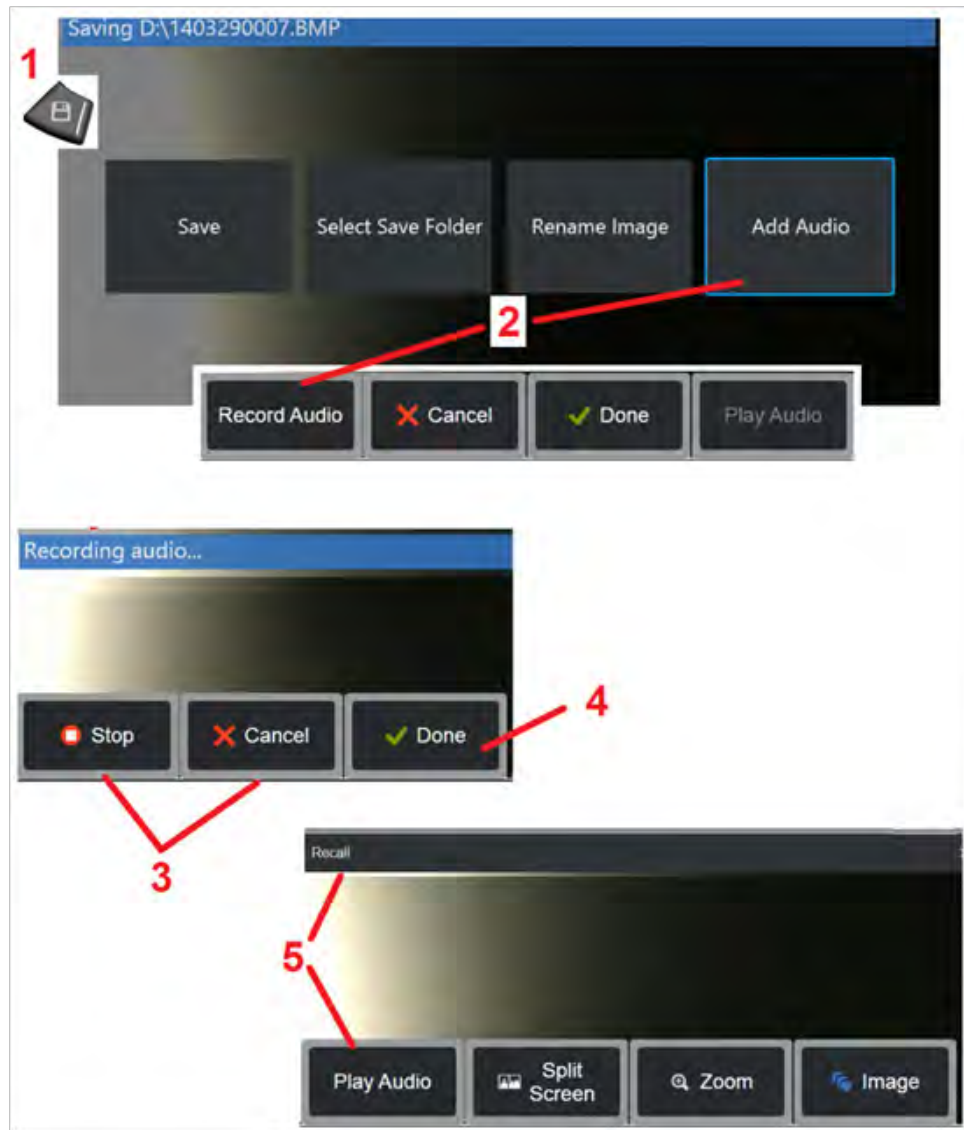 Saving D:\1403290007.BMP
1
Save
Select Save Folder
Rename Image
Add Audio
2
Record Audio
Cancel
Done
Play Audio
Recording audio...
Stop
Cancel
Done
4
3
Recall
5
Play Audio
Split
Screen
Zoom
Image